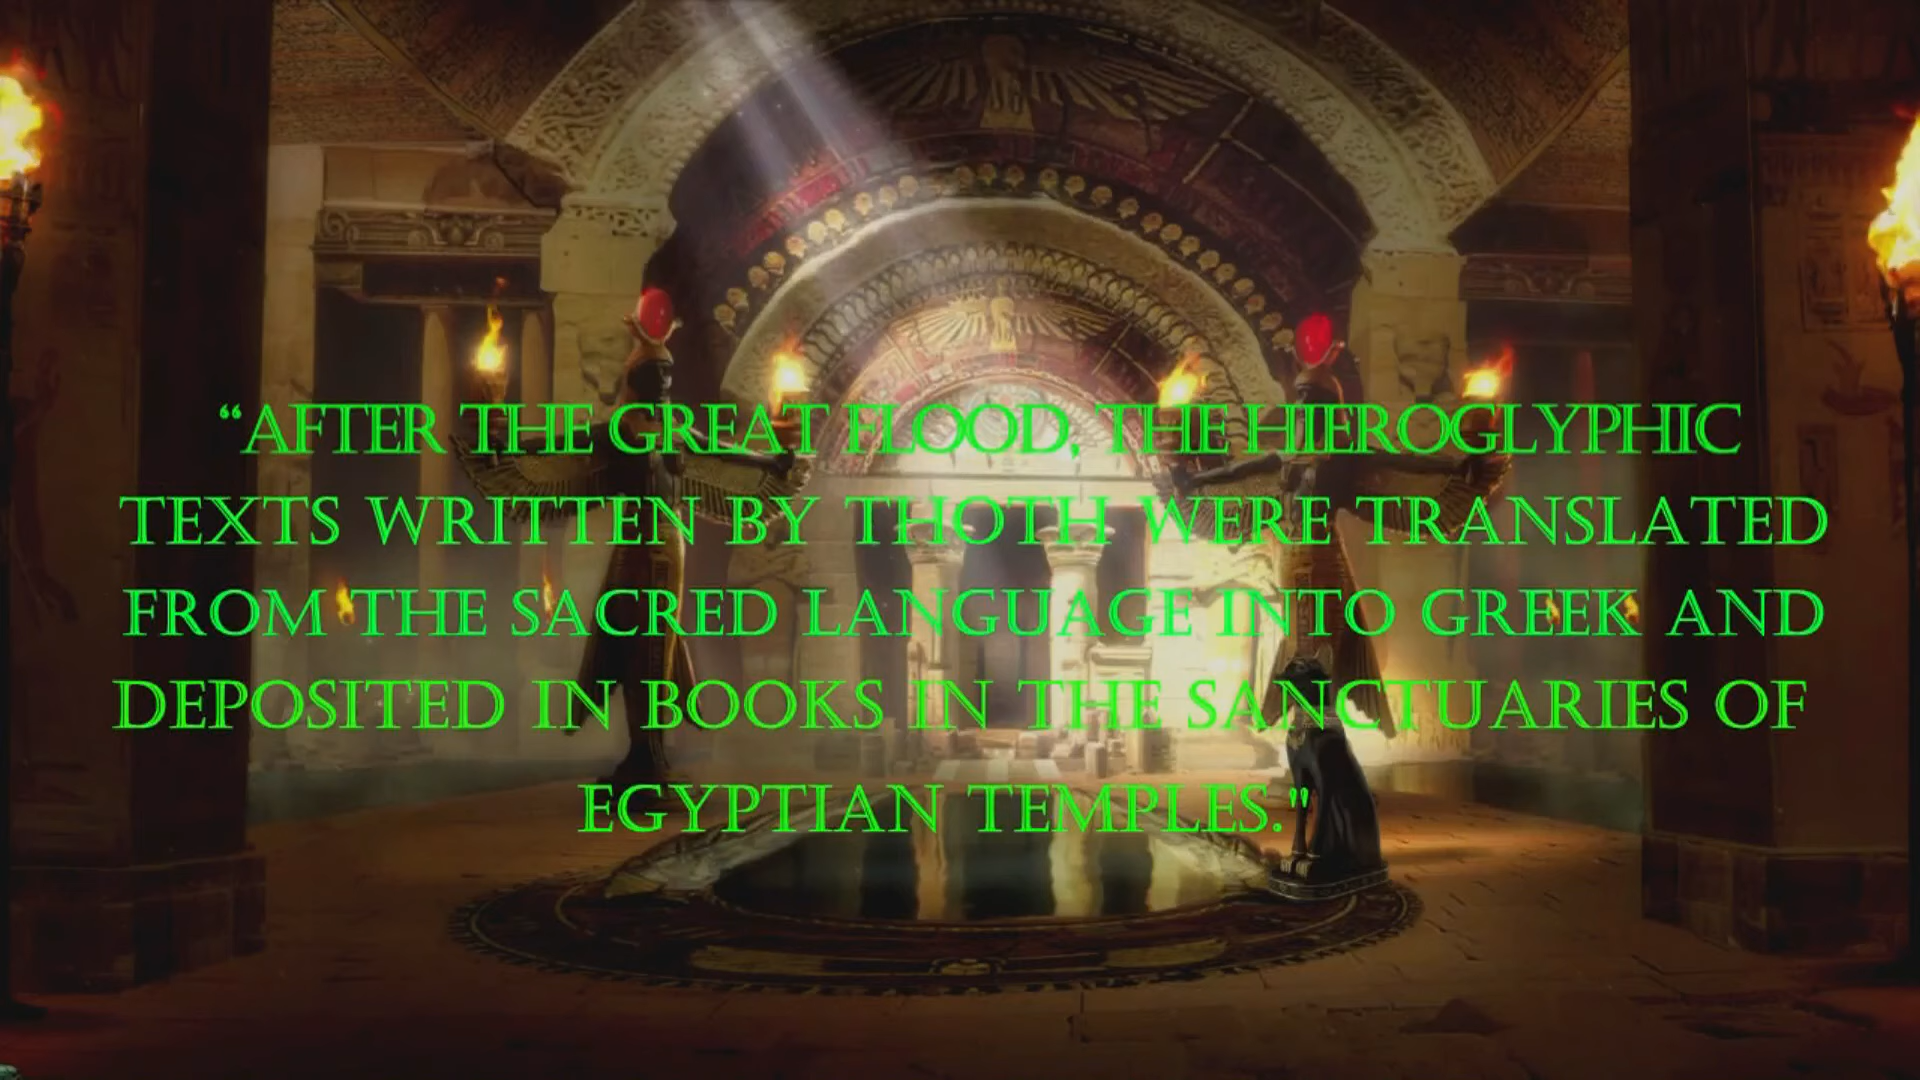 “AFTER THE GREAT FLOOD, THE HIEROGLYPHIC
TEXTS WRITTEN BY THOTH WERE TRANSLATED
FROM THE SACRED LANGUAGE INTO GREEK AND
DEPOSITED IN BOOKS IN THE SANCTUARIES OF
EGYPTIAN TEMPLES."